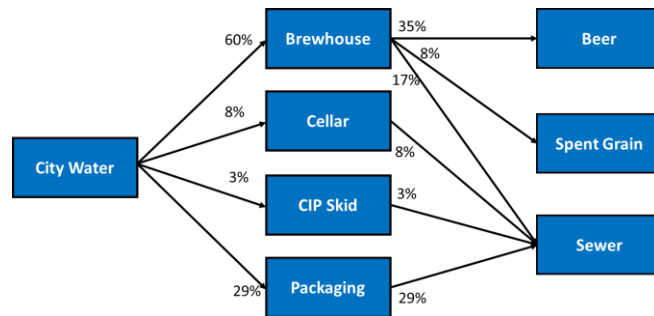 60%
Brewhouse
35%
Beer
8%
17%
8%
Cellar
City Water
8%
Spent Grain
3%
CIP Skid
3%
Sewer
29%
Packaging
29%